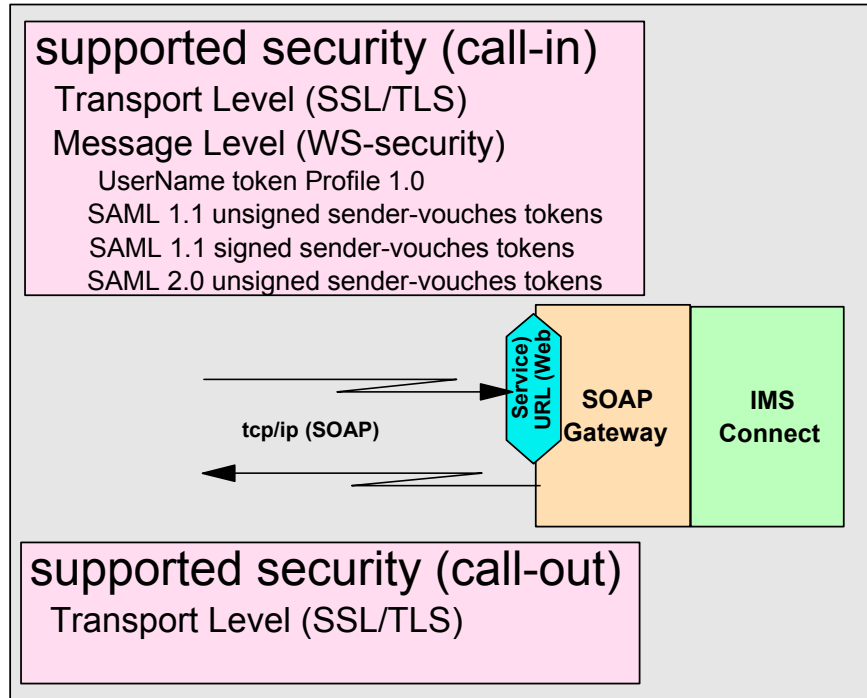 supported security (call-in)
Transport Level (SSL/TLS)
Message Level (WS-security)
UserName token Profile 1.0
SAML 1.1 unsigned sender-vouches tokens
SAML 1.1 signed sender-vouches tokens
SAML 2.0 unsigned sender-vouches tokens
Service)
URL (Web
SOAP
Gateway
IMS
Connect
tcp/ip (SOAP)
supported security (call-out)
Transport Level (SSL/TLS)